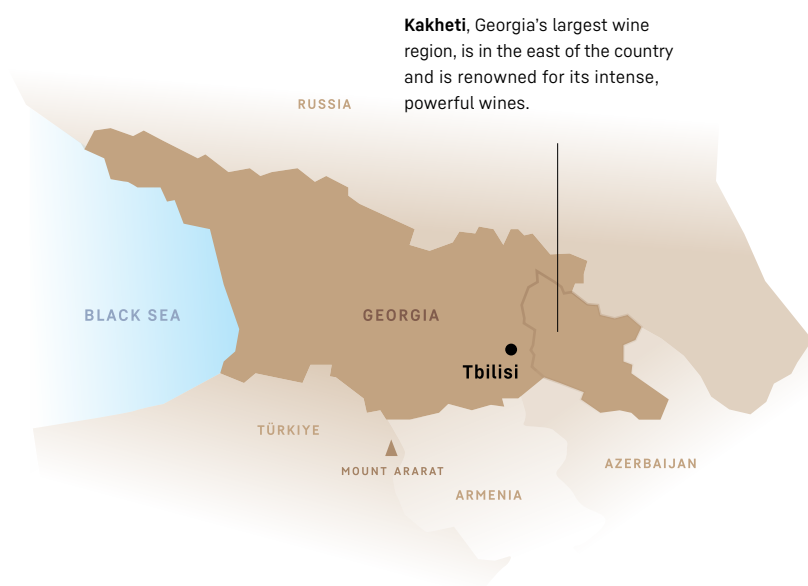 Kakheti, Georgia’s largest wine
region, is in the east of the country
and is renowned for its intense,
powerful wines.
RUSSIA
BLACK SEA
GEORGIA
Tbilisi
TÜRKIYE
MOUNT ARARAT
AZERBAIJAN
ARMENIA